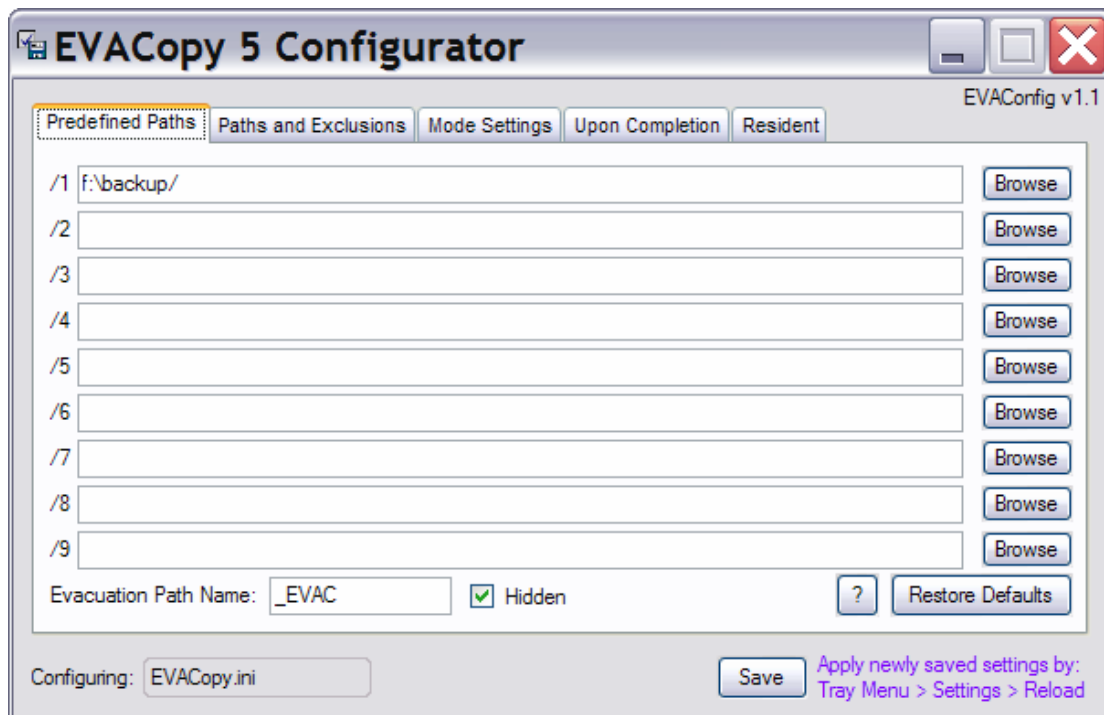 EVACopy 5 Configurator
EVAConfig v1.1
Predefined Paths Paths and Exclusions Mode Settings Upon Completion Resident
/1 f:\backup/ Browse
/2 Browse
/3 Browse
/4 Browse
/5 Browse
/6 Browse
/7 Browse
/8 Browse
/9 Browse
Evacuation Path Name: _EVAC Hidden ? Restore Defaults
Configuring: EVACopy.ini Save Apply newly saved settings by:
Tray Menu > Settings > Reload